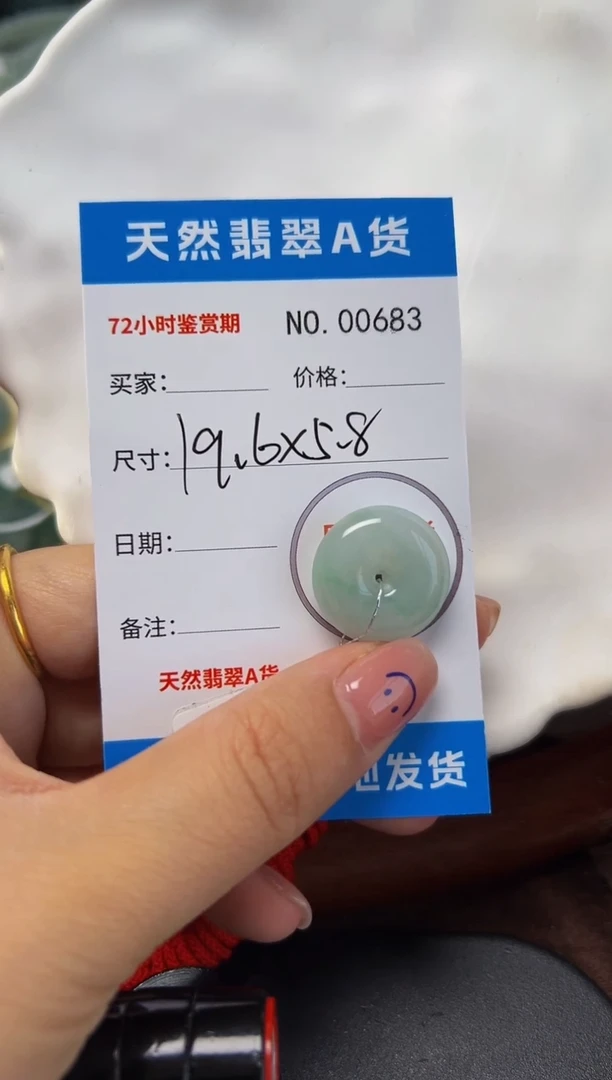 天然翡翠A货
72小时鉴赏期 NO.00683
买家: 价格:
尺寸: 19.6x5.8
日期:
备注:
天然翡翠A货
发货